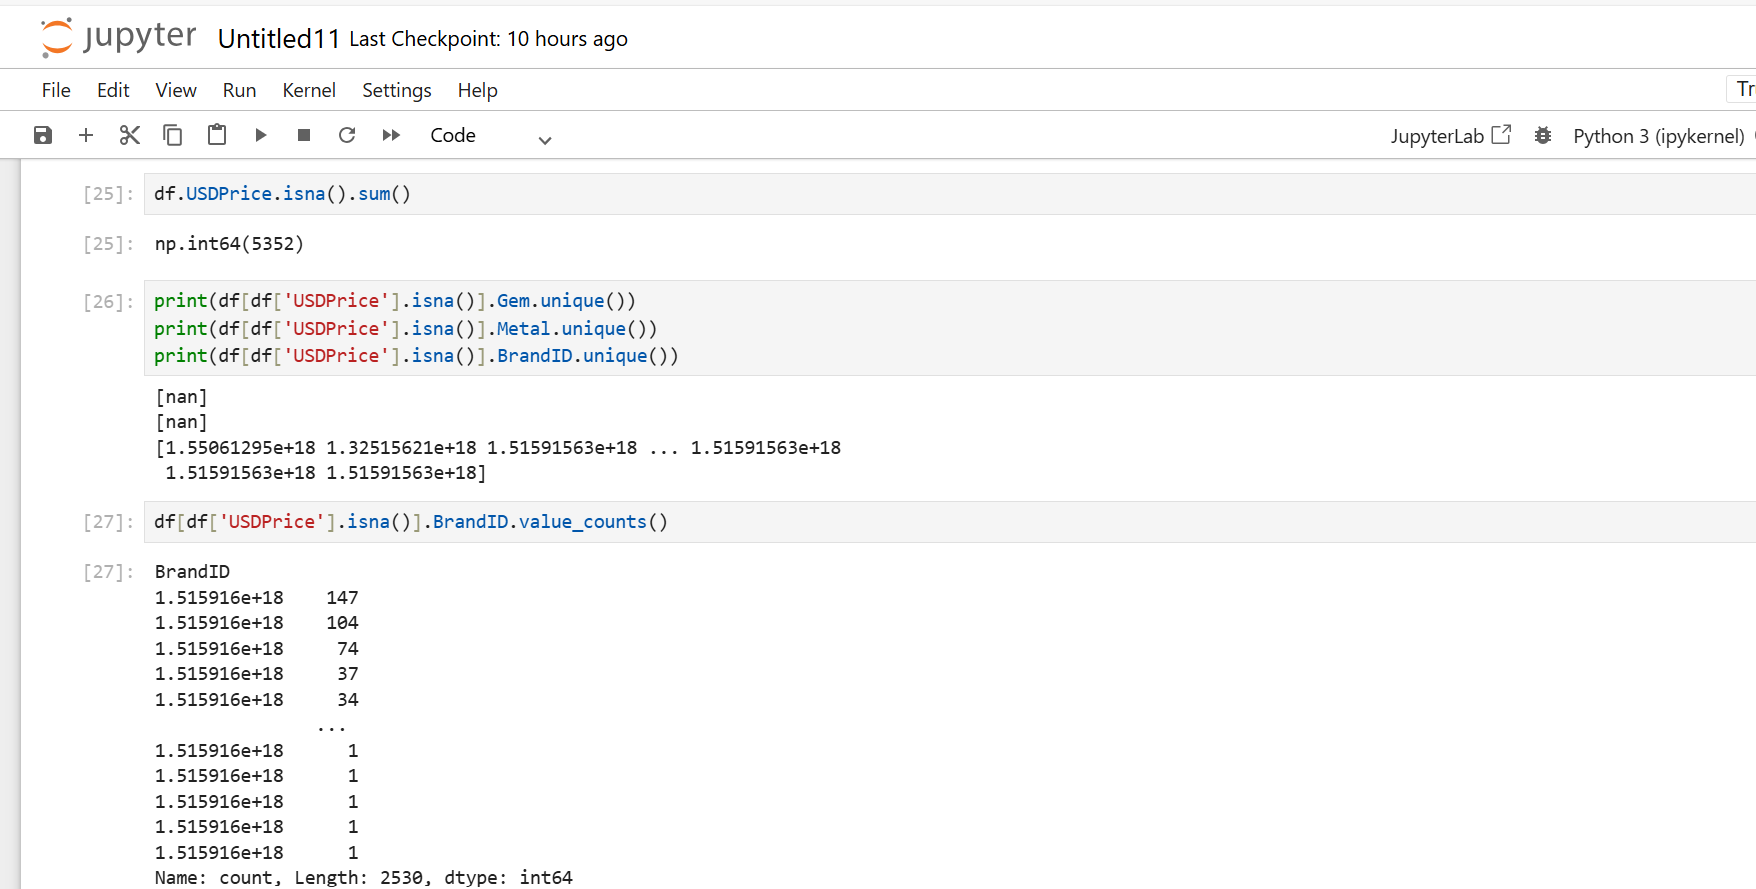 jupyter Untitled11 Last Checkpoint: 10 hours ago
File Edit View Run Kernel Settings Help
Tr
Code JupyterLab Python 3 (ipykernel)
[25]: df.USDPrice.isna().sum()
[25]: np.int64(5352)
[26]: print(df[df['USDPrice'].isna()].Gem.unique())
print(df[df['USDPrice'].isna()].Metal.unique())
print(df[df['USDPrice'].isna()].BrandID.unique())
[nan]
[nan]
[1.55061295e+18 1.32515621e+18 1.51591563e+18 ... 1.51591563e+18
1.51591563e+18 1.51591563e+18]
[27]: df[df['USDPrice'].isna()].BrandID.value_counts()
[27]: BrandID
1.515916e+18 147
1.515916e+18 104
1.515916e+18 74
1.515916e+18 37
1.515916e+18 34
...
1.515916e+18 1
1.515916e+18 1
1.515916e+18 1
1.515916e+18 1
1.515916e+18 1
Name: count, Length: 2530, dtype: int64